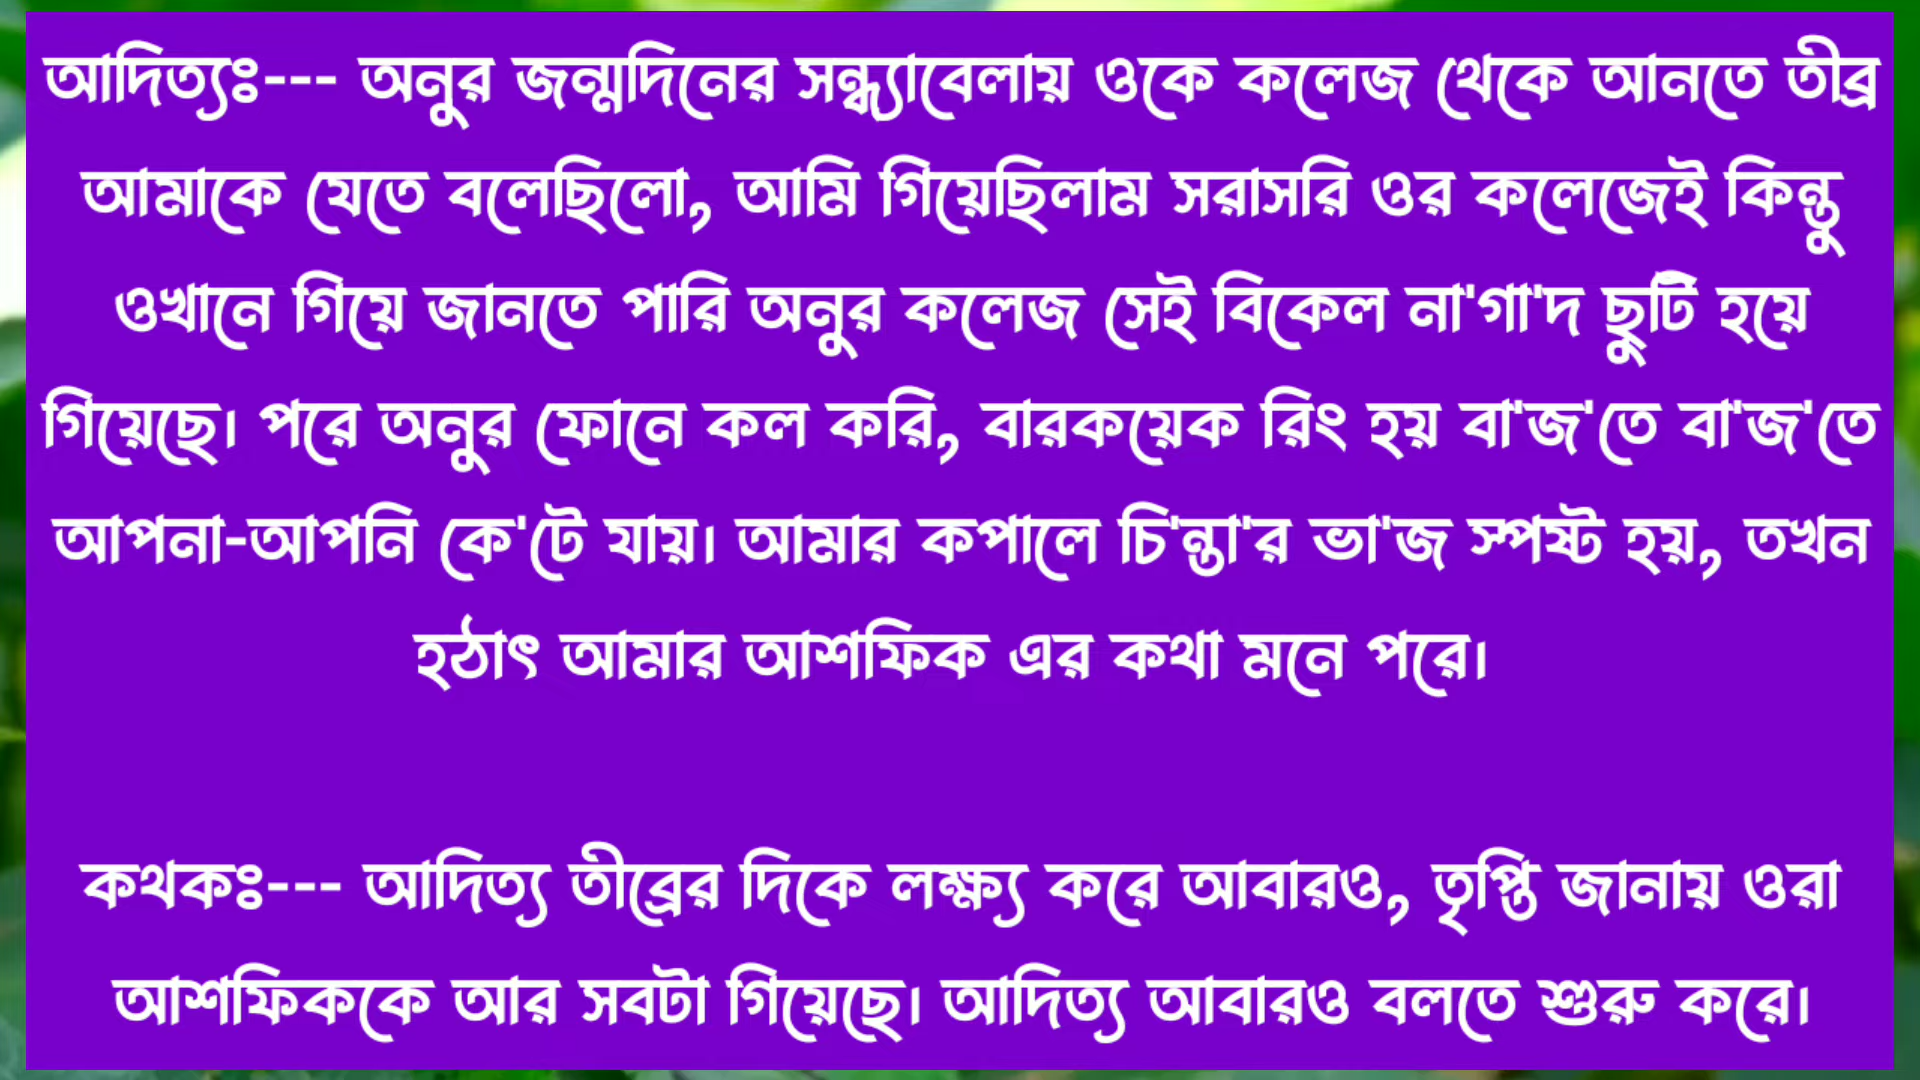 আদিত্যঃ--- অনুর জন্মদিনের সন্ধ্যাবেলায় ওকে কলেজ থেকে আনতে তীব্র
আমাকে যেতে বলেছিলো, আমি গিয়েছিলাম সরাসরি ওর কলেজেই কিন্তু
ওখানে গিয়ে জানতে পারি অনুর কলেজ সেই বিকেল না'গা'দ ছুটি হয়ে
গিয়েছে। পরে অনুর ফোনে কল করি, বারকয়েক রিং হয় বা'জ'তে বা'জ'তে
আপনা-আপনি কে'টে যায়। আমার কপালে চি'ন্তা'র ভা'জ স্পষ্ট হয়, তখন
হঠাৎ আমার আশফিক এর কথা মনে পরে।
কথকঃ--- আদিত্য তীব্রের দিকে লক্ষ্য করে আবারও, তৃপ্তি জানায় ওরা
আশফিককে আর সবটা গিয়েছে। আদিত্য আবারও বলতে শুরু করে।